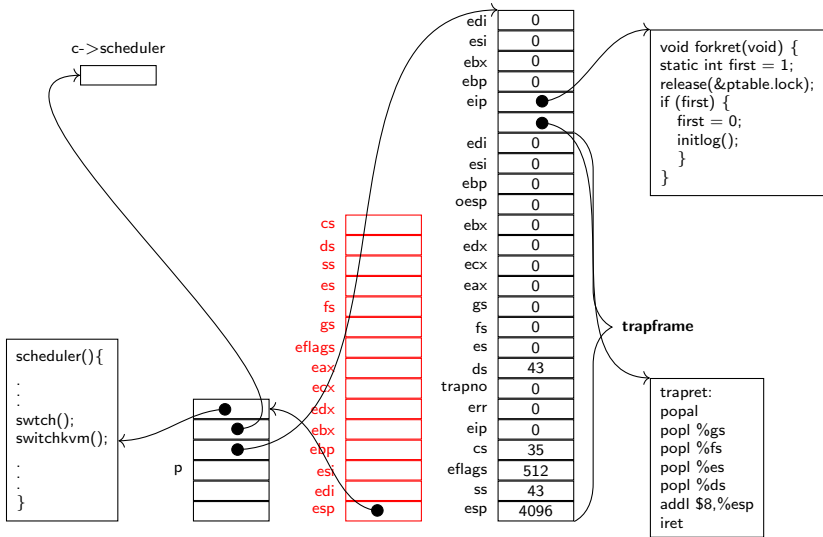 c->scheduler
scheduler(){
.
.
.
swtch();
switchkvm();
.
.
.
}
p
cs
ds
ss
es
fs
gs
eflags
eax
ecx
edx
ebx
ebp
esi
edi
esp
edi 0
esi 0
ebx 0
ebp 0
eip
edi 0
esi 0
ebp 0
oesp 0
ebx 0
edx 0
ecx 0
eax 0
gs 0
fs 0
es 0
ds 43
trapno 0
err 0
eip 0
cs 35
eflags 512
ss 43
esp 4096
trapframe
void forkret(void) {
static int first = 1;
release(&ptable.lock);
if (first) {
first = 0;
initlog();
}
}
trapret:
popal
popl %gs
popl %fs
popl %es
popl %ds
addl $8,%esp
iret